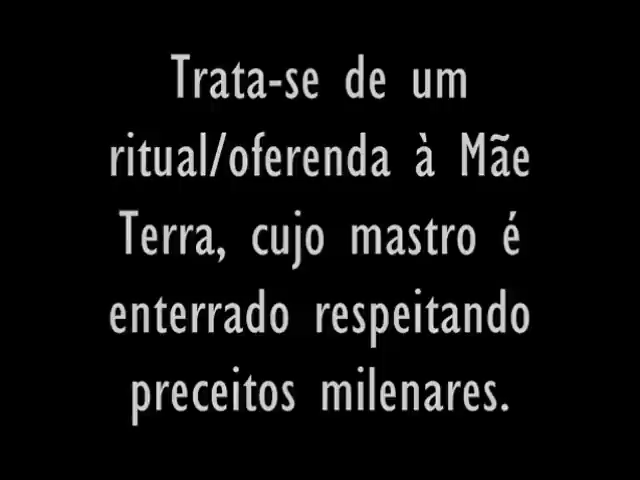 Trata-se de um
ritual/oferenda à Mãe
Terra, cujo mastro é
enterrado respeitando
preceitos milenares.